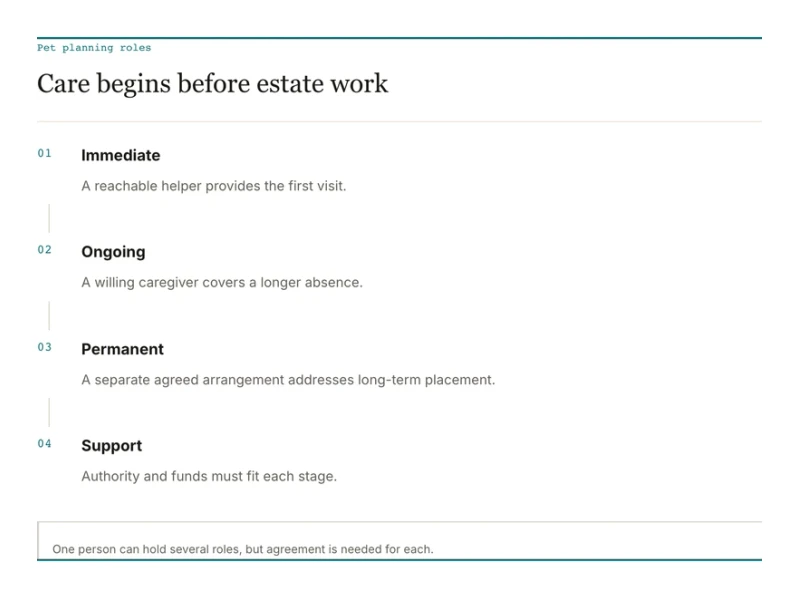 Pet planning roles
Care begins before estate work
01
Immediate
A reachable helper provides the first visit.
02
Ongoing
A willing caregiver covers a longer absence.
03
Permanent
A separate agreed arrangement addresses long-term placement.
04
Support
Authority and funds must fit each stage.
One person can hold several roles, but agreement is needed for each.